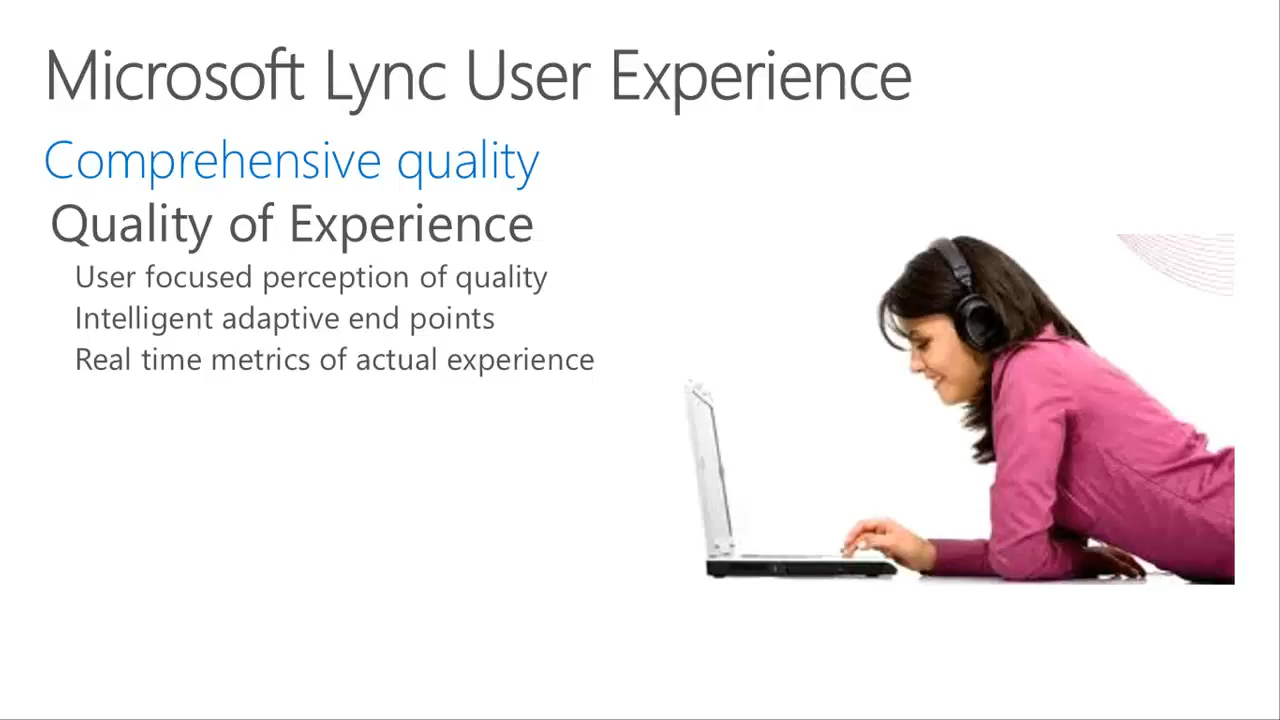 Microsoft Lync User Experience
Comprehensive quality
Quality of Experience
User focused perception of quality
Intelligent adaptive end points
Real time metrics of actual experience